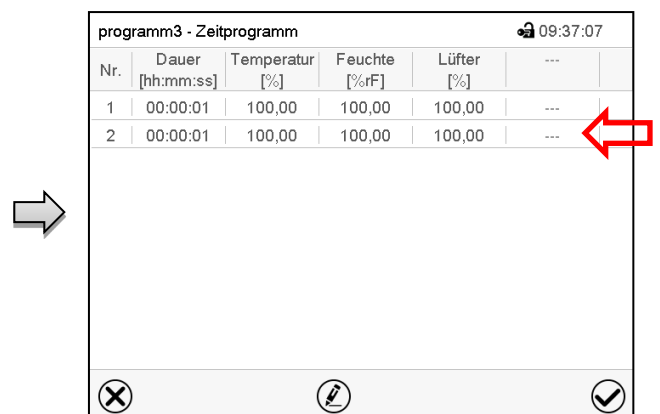 programm3 - Zeitprogramm 09:37:07
Nr. Dauer [hh:mm:ss] Temperatur [%] Feuchte [%rF] Lüfter [%] ---
1 00:00:01 100,00 100,00 100,00 ---
2 00:00:01 100,00 100,00 100,00 ---